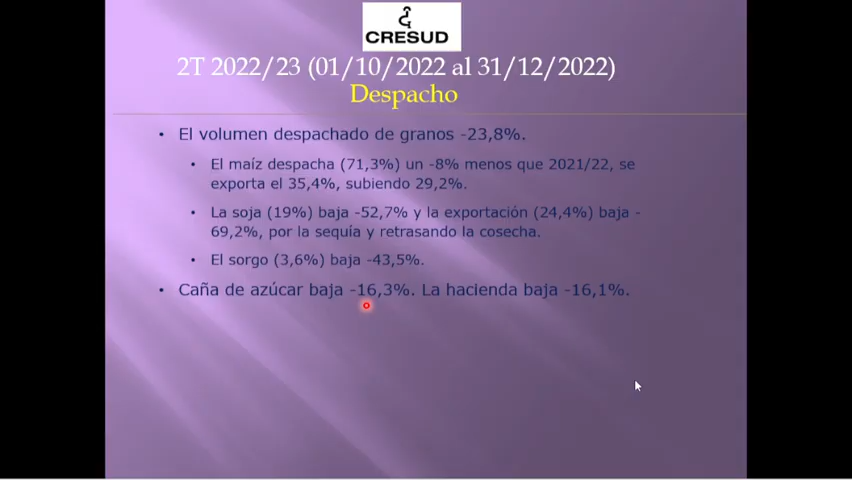 CRESUD
2T 2022/23 (01/10/2022 al 31/12/2022)
Despacho
• El volumen despachado de granos -23,8%.
• El maíz despacha (71,3%) un -8% menos que 2021/22, se
exporta el 35,4%, subiendo 29,2%.
• La soja (19%) baja -52,7% y la exportación (24,4%) baja -
69,2%, por la sequía y retrasando la cosecha.
• El sorgo (3,6%) baja -43,5%.
• Caña de azúcar baja -16,3%. La hacienda baja -16,1%.